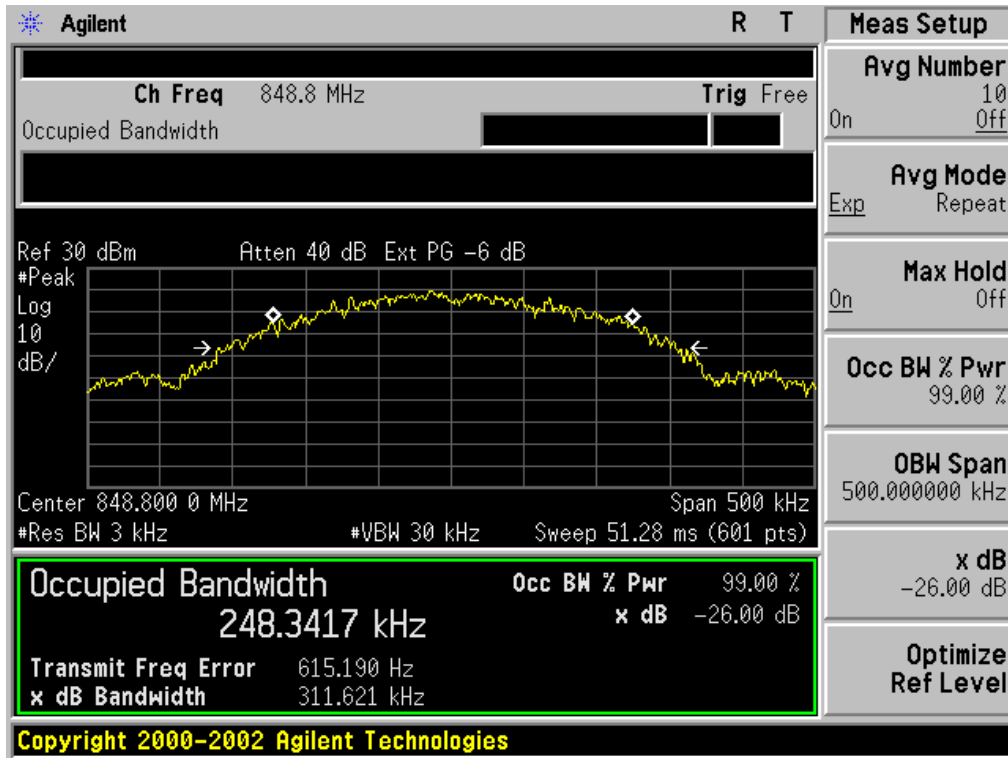 Agilent R T
Ch Freq 848.8 MHz Trig Free
Occupied Bandwidth
Ref 30 dBm Atten 40 dB Ext PG -6 dB
#Peak
Log
10
dB/
Center 848.800 0 MHz Span 500 kHz
#Res BW 3 kHz #VBW 30 kHz Sweep 51.28 ms (601 pts)
Occupied Bandwidth Occ BW % Pwr 99.00 %
248.3417 kHz x dB -26.00 dB
Transmit Freq Error 615.190 Hz
x dB Bandwidth 311.621 kHz
Copyright 2000-2002 Agilent Technologies
Meas Setup
Avg Number
10
On Off
Avg Mode
Exp Repeat
Max Hold
On Off
Occ BW % Pwr
99.00 %
OBW Span
500.000000 kHz
x dB
-26.00 dB
Optimize
Ref Level